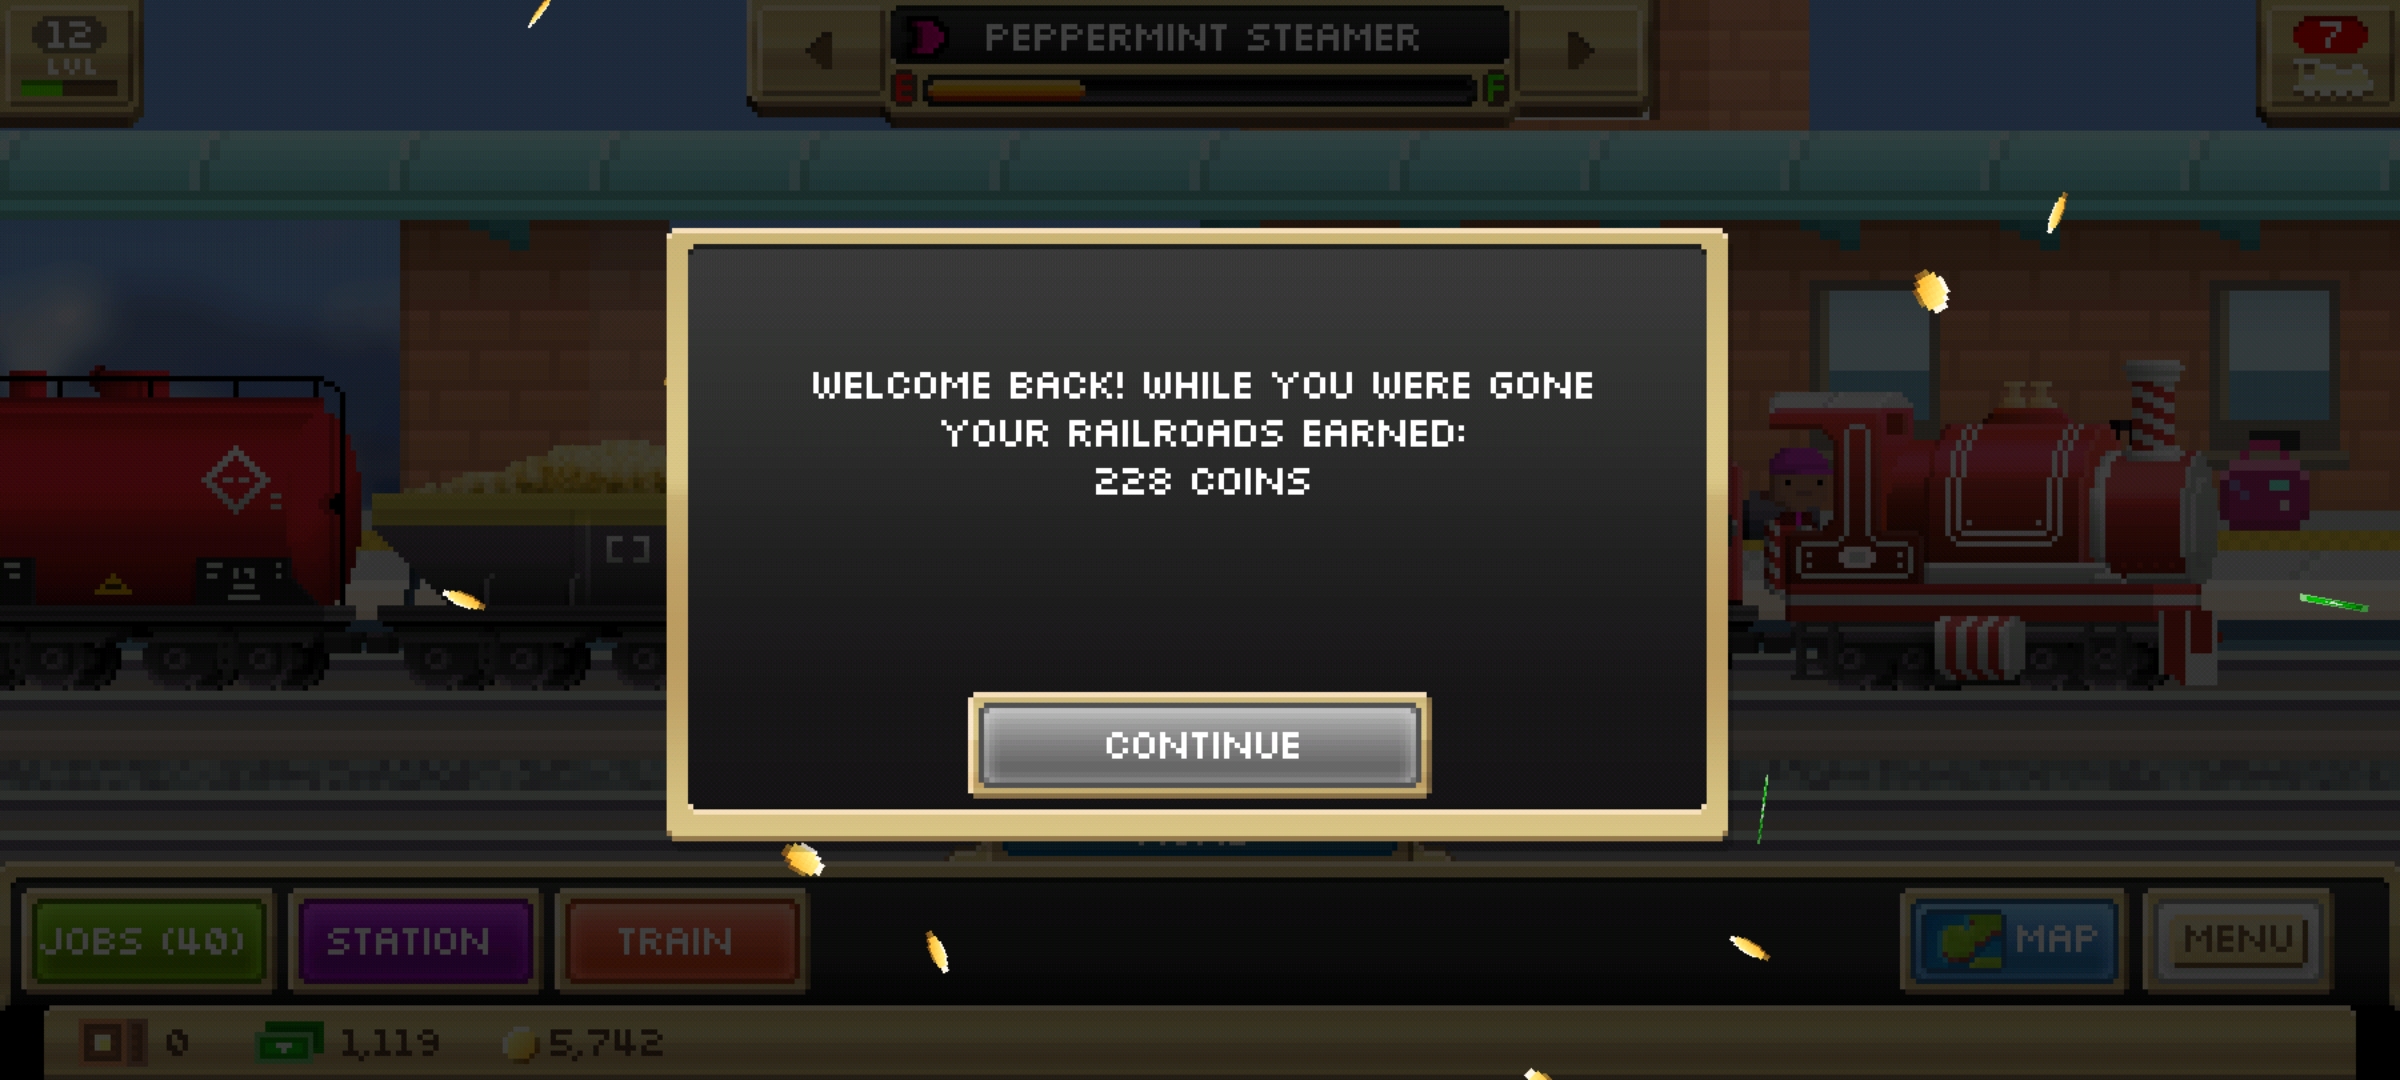 12
LVL
PEPPERMINT STEAMER
E
F
7
WELCOME BACK! WHILE YOU WERE GONE
YOUR RAILROADS EARNED:
228 COINS
CONTINUE
JOBS (40)
STATION
TRAIN
MAP
MENU
0
1,119
5,742